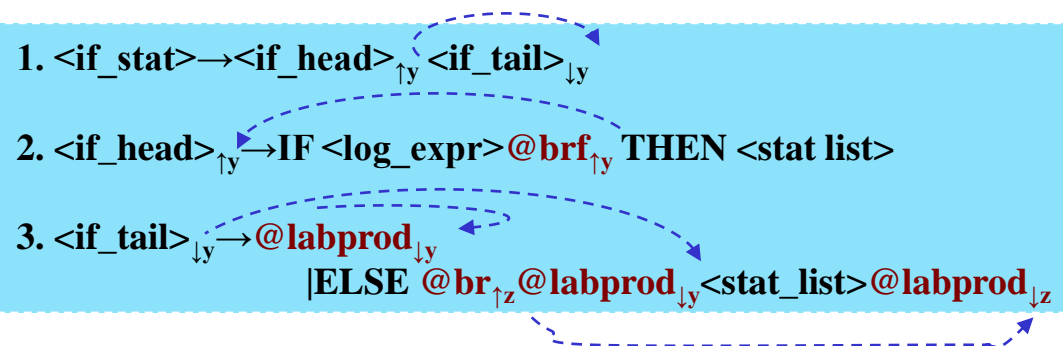 1. <if_stat>→<if_head>↑y <if_tail>↓y
2. <if_head>↑y→IF <log_expr>@brf↑y THEN <stat list>
3. <if_tail>↓y→@labprod↓y
|ELSE @br↑z@labprod↓y<stat_list>@labprod↓z